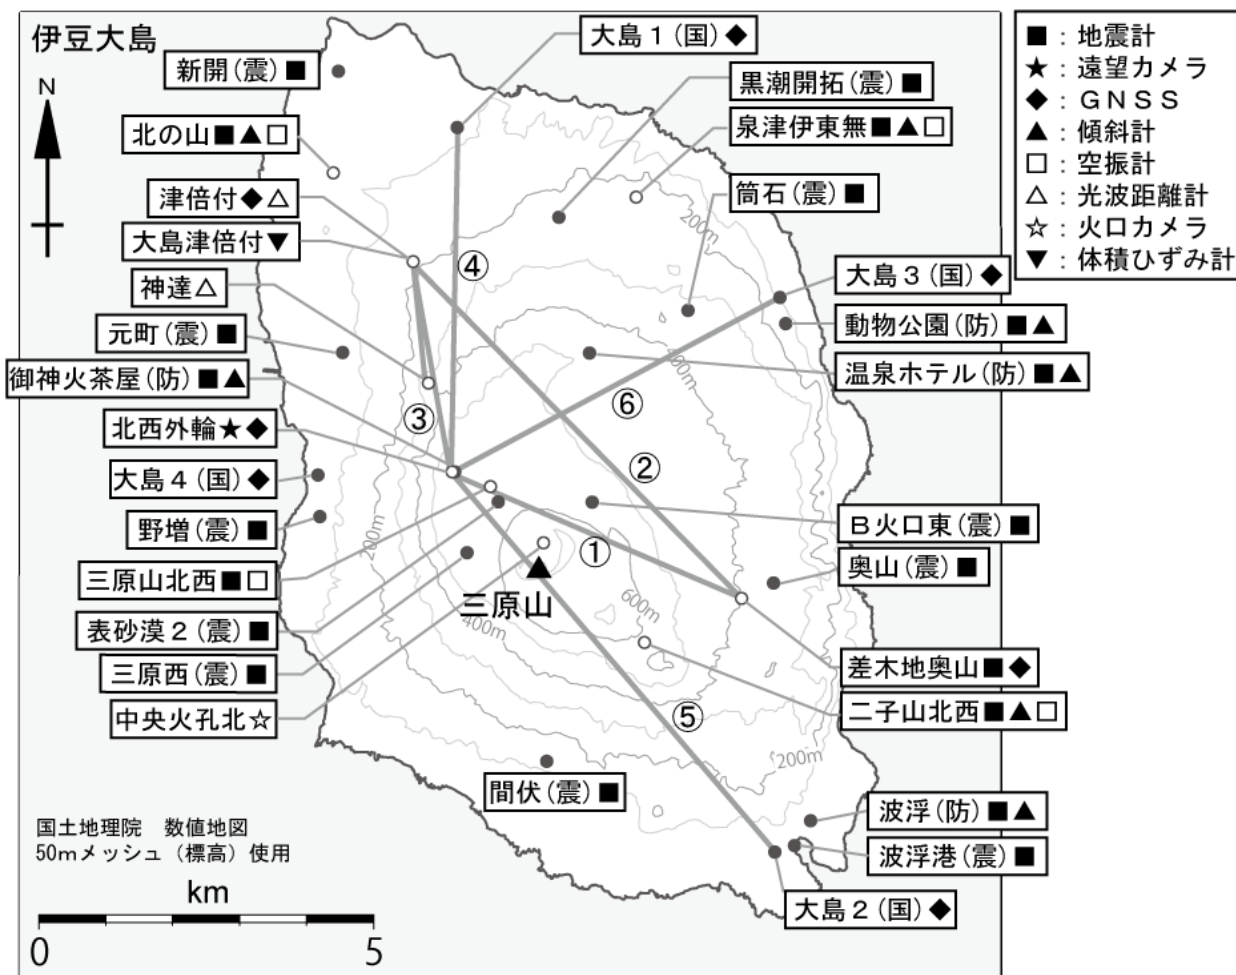 伊豆大島
N
大島1(国)◆
新開(震)■
黒潮開拓(震)■
北の山■▲□
泉津伊東無■▲□
津倍付◆△
筒石(震)■
200m
大島津倍付▼
④
大島3(国)◆
神達△
動物公園(防)■▲
元町(震)■
温泉ホテル(防)■▲
御神火茶屋(防)■▲
⑥
③
北西外輪★◆
②
大島4(国)◆
野増(震)■
B火口東(震)■
200m
①
三原山北西■□
奥山(震)■
三原山
600m
表砂漠2(震)■
400m
三原西(震)■
差木地奥山■◆
中央火孔北☆
二子山北西■▲□
⑤
200m
間伏(震)■
波浮(防)■▲
波浮港(震)■
大島2(国)◆
国土地理院 数値地図
50mメッシュ(標高)使用
km
0 5
■:地震計
★:遠望カメラ
◆:GNSS
▲:傾斜計
□:空振計
△:光波距離計
☆:火口カメラ
▼:体積ひずみ計